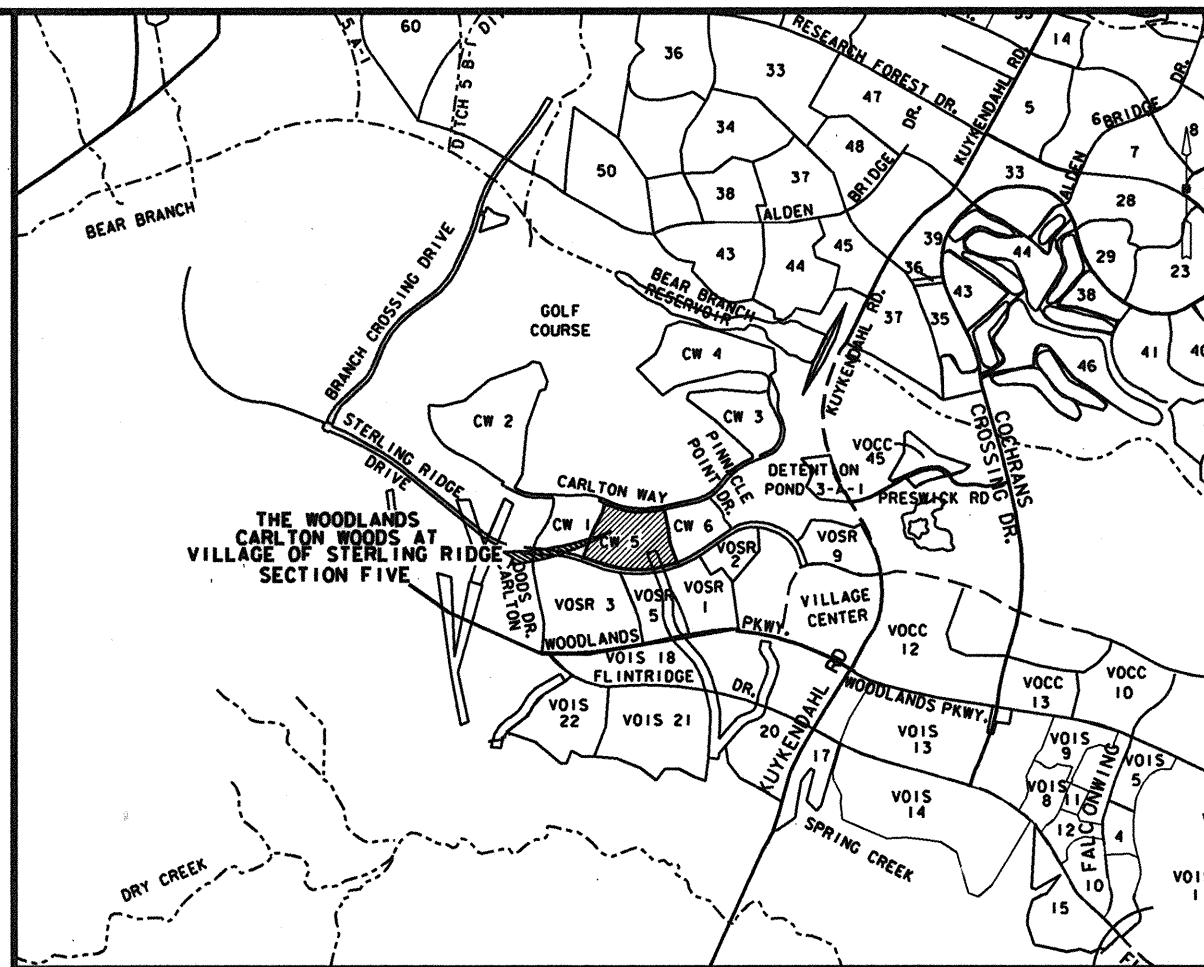 60
S A-1
DITCH 5 B-1
36
33
RESEARCH FOREST DR.
KUYKENDAHL RD.
14
5
6
BRIDGE
DR.
8
47
DR.
34
48
BRIDGE
33
ALDEN
7
50
38
37
ALDEN
28
BEAR BRANCH
43
44
45
39
36
44
29
23
BRANCH CROSSING DRIVE
BEAR BRANCH
RESERVOIR
GOLF
COURSE
37
35
43
38
KUYKENDAHL RD.
CW 4
46
41
CW 2
CW 3
STERLING RIDGE
DRIVE
PINNACLE
POINT DR.
VOCC
45
COCHRANS
CROSSING DR.
DETENTION
POND 3-A-1
PRESWICK RD
CARLTON WAY
THE WOODLANDS
CARLTON WOODS AT
VILLAGE OF STERLING RIDGE
SECTION FIVE
CW 1
CW 5
CW 6
VOSR
2
VOSR
9
VOSR 3
VOSR
5
VOSR
1
VILLAGE
CENTER
WOODLANDS
PKWY.
VOCC
12
VOIS 18
FLINTRIDGE
DR.
KUYKENDAHL RD
WOODLANDS PKWY.
VOCC
13
VOCC
10
VOIS
22
VOIS 21
20
17
VOIS
13
VOIS
9
VOIS
5
VOIS
8
11
FALCONWING
VOIS
14
12
4
SPRING CREEK
10
15
DRY CREEK